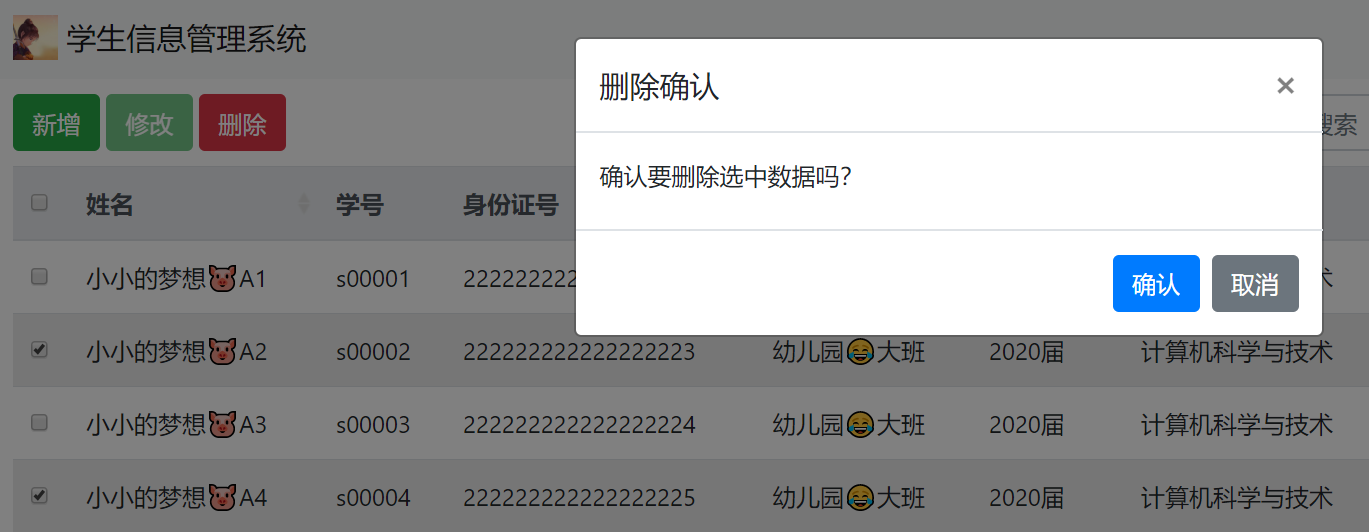 学生信息管理系统
删除确认
×
新增 修改 删除
搜索
确认要删除选中数据吗?
姓名 学号 身份证号
确认 取消
小小的梦想🐷A1 s00001 222222222 术
小小的梦想🐷A2 s00002 222222222222222223 幼儿园😂大班 2020届 计算机科学与技术
小小的梦想🐷A3 s00003 222222222222222224 幼儿园😂大班 2020届 计算机科学与技术
小小的梦想🐷A4 s00004 222222222222222225 幼儿园😂大班 2020届 计算机科学与技术